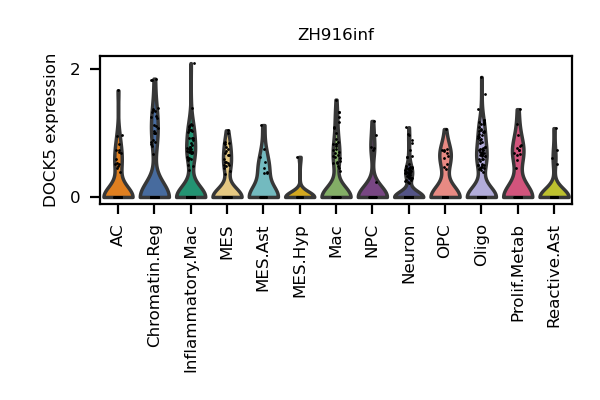 ZH916inf
DOCK5 expression
2
0
AC
Chromatin.Reg
Inflammatory.Mac
MES
MES.Ast
MES.Hyp
Mac
NPC
Neuron
OPC
Oligo
Prolif.Metab
Reactive.Ast